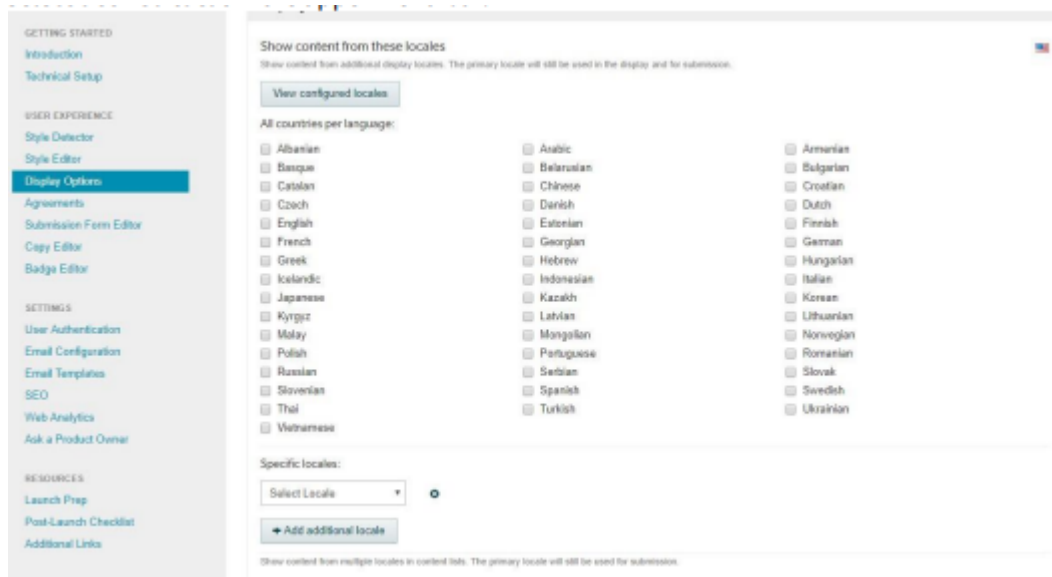 GETTING STARTED
Introduction
Technical Setup
USER EXPERIENCE
Style Detector
Style Editor
Display Options
Agreements
Submission Form Editor
Copy Editor
Badge Editor
SETTINGS
User Authentication
Email Configuration
Email Templates
SEO
Web Analytics
Ask a Product Owner
RESOURCES
Launch Prep
Post-Launch Checklist
Additional Links
Show content from these locales
Show content from additional display locales. The primary locale will still be used in the display and for submission.
View configured locales
All countries per language:
Albanian Arabic Armenian
Basque Belarusian Bulgarian
Catalan Chinese Croatian
Czech Danish Dutch
English Estonian Finnish
French Georgian German
Greek Hebrew Hungarian
Icelandic Indonesian Italian
Japanese Kazakh Korean
Kyrgyz Latvian Lithuanian
Malay Mongolian Norwegian
Polish Portuguese Romanian
Russian Serbian Slovak
Slovenian Spanish Swedish
Thai Turkish Ukrainian
Vietnamese
Specific locales:
Select Locale
Add additional locale
Show content from multiple locales in content lists. The primary locale will still be used for submission.